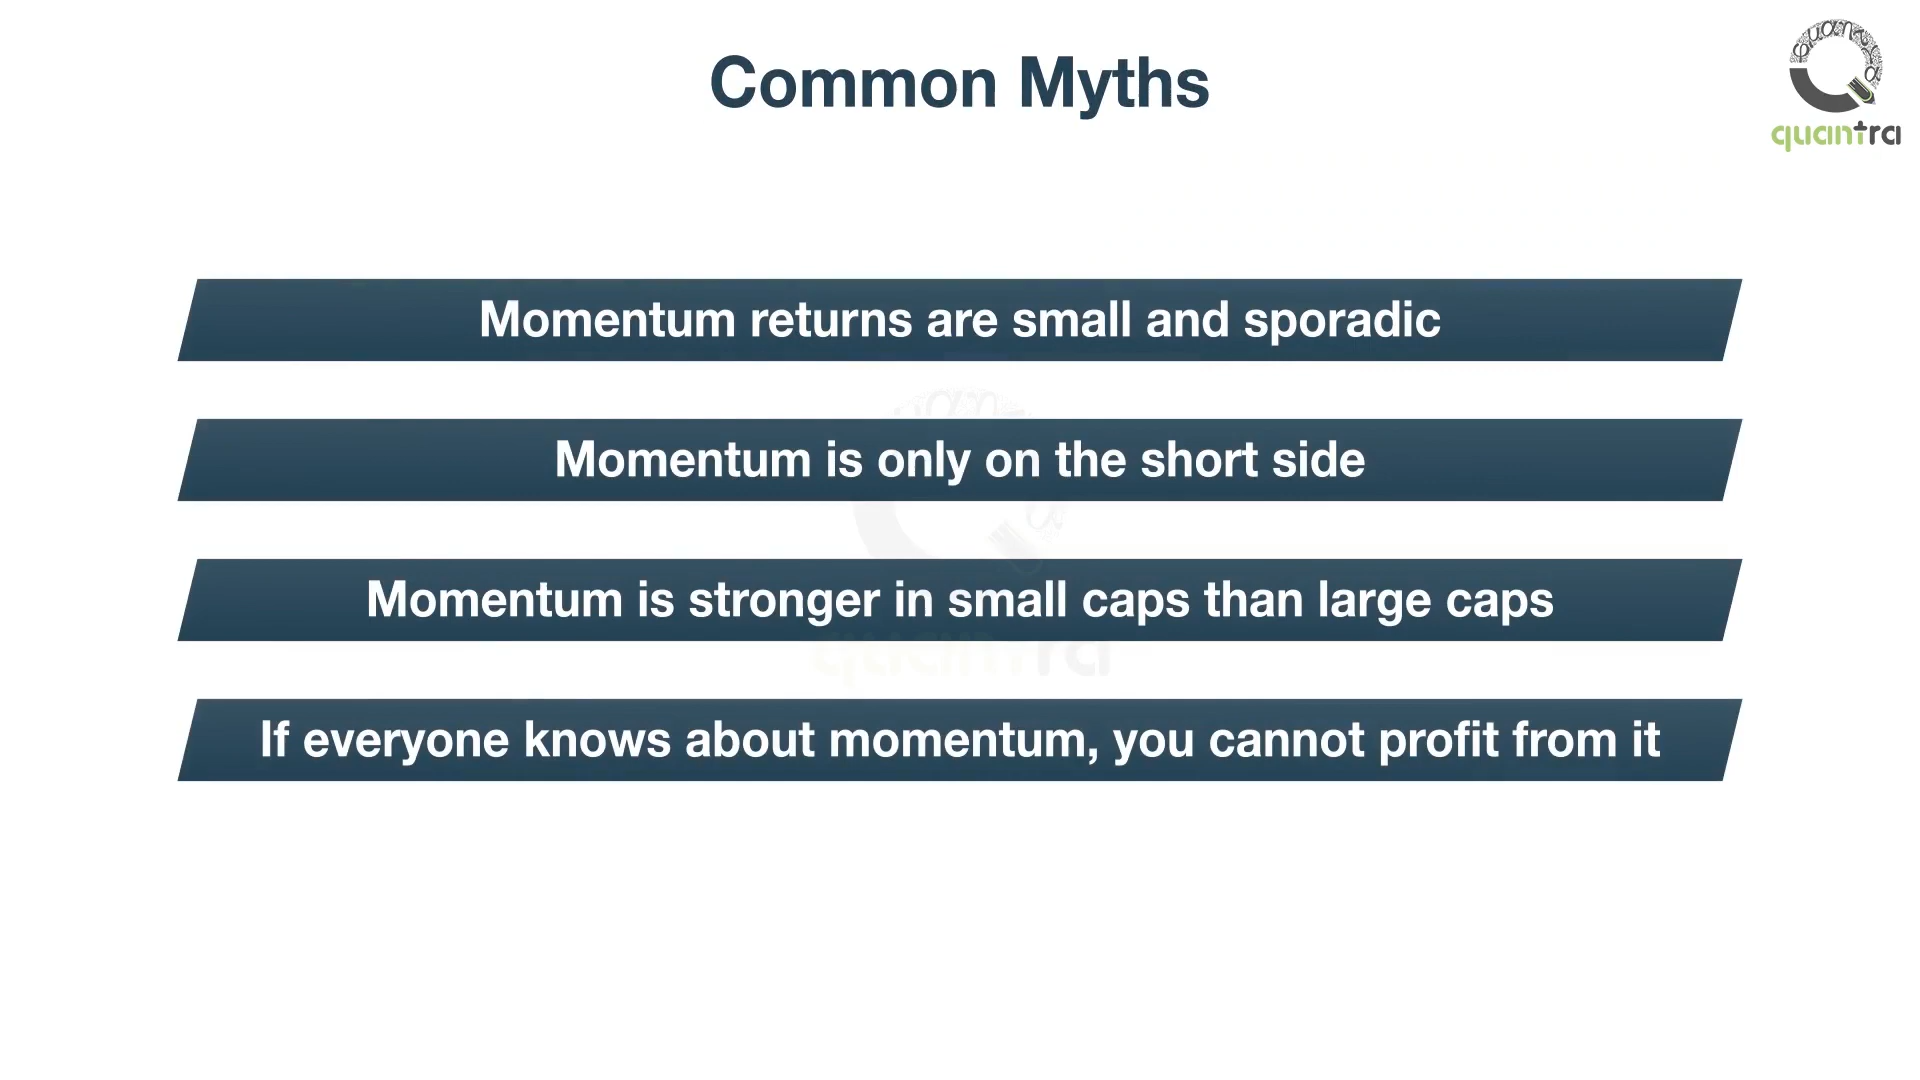 Common Myths
quantra
Momentum returns are small and sporadic
Momentum is only on the short side
Momentum is stronger in small caps than large caps
quantra
If everyone knows about momentum, you cannot profit from it